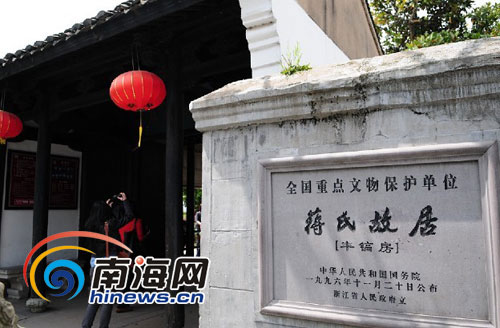 全国重点文物保护单位
蒋氏故居
[丰镐房]
中华人民共和国国务院
一九九六年十一月二十日公布
浙江省人民政府立
南海网
www.hinews.cn